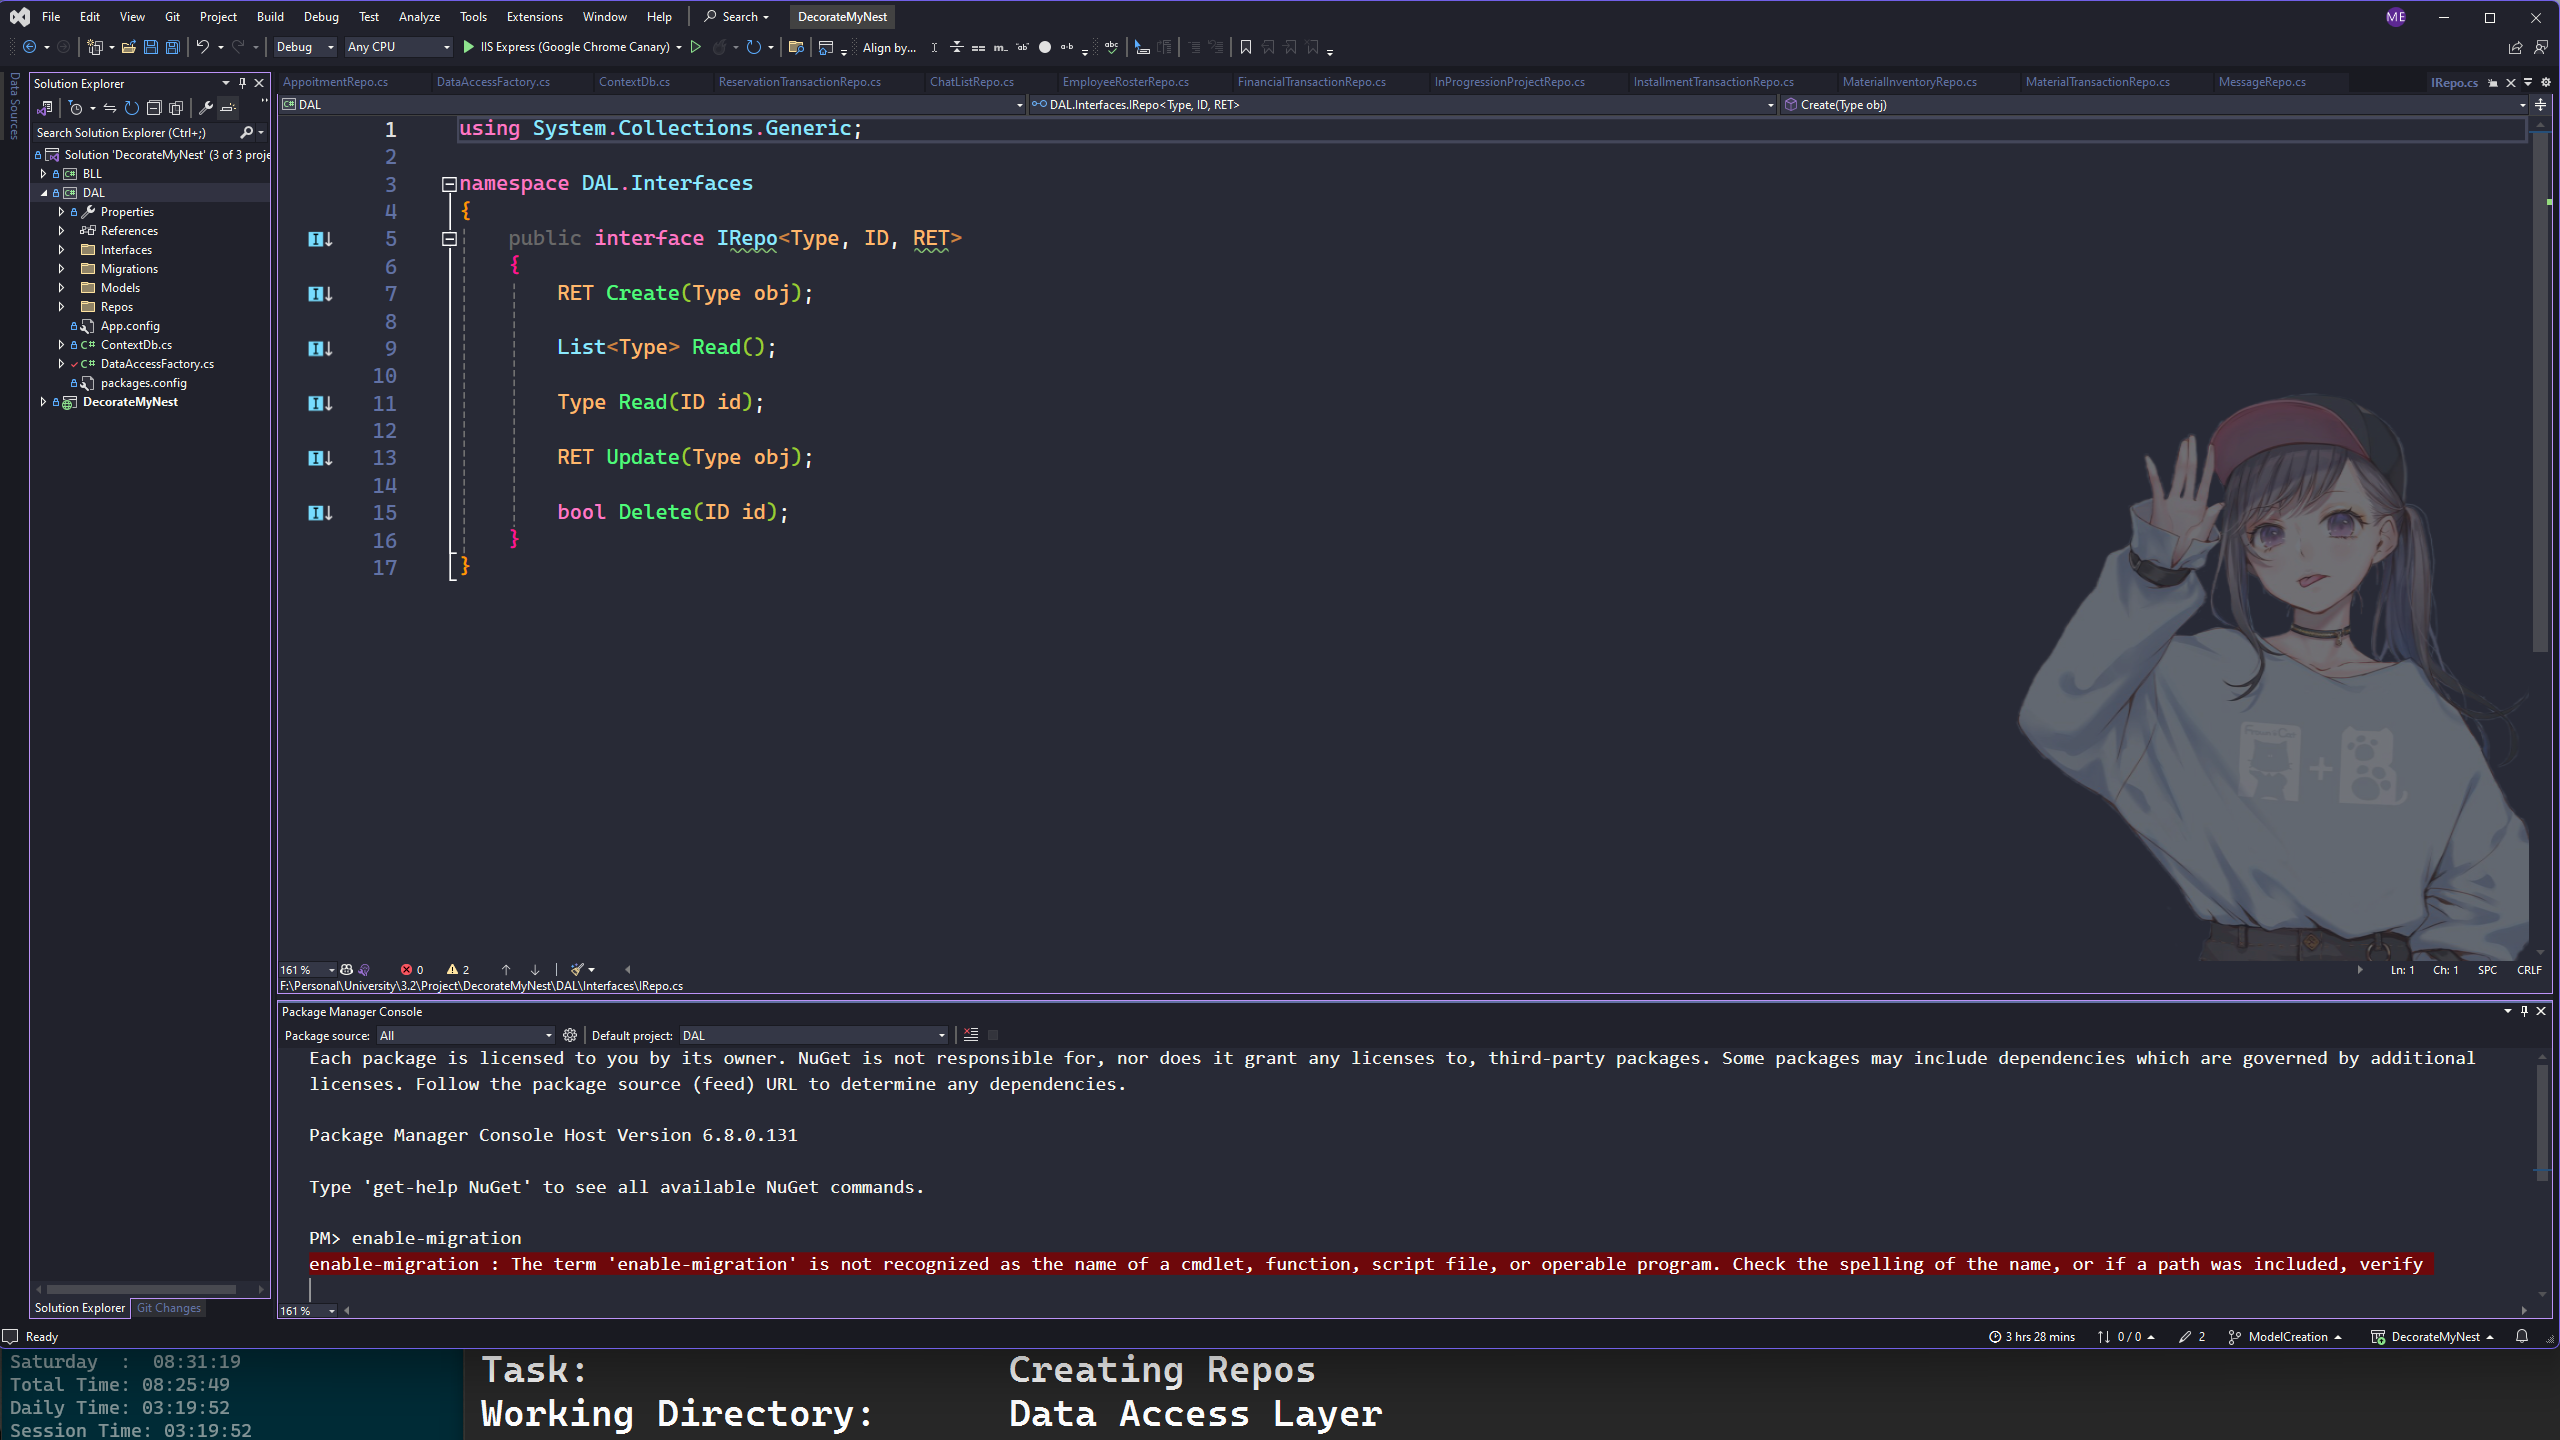 File Edit View Git Project Build Debug Test Analyze Tools Extensions Window Help Search DecorateMyNest ME
Debug Any CPU IIS Express (Google Chrome Canary) Align by...
Data Sources
Solution Explorer
Search Solution Explorer (Ctrl+;)
Solution 'DecorateMyNest' (3 of 3 proje
BLL
DAL
Properties
References
Interfaces
Migrations
Models
Repos
App.config
C# ContextDb.cs
C# DataAccessFactory.cs
packages.config
DecorateMyNest
Solution Explorer Git Changes
AppoitmentRepo.cs DataAccessFactory.cs ContextDb.cs ReservationTransactionRepo.cs ChatListRepo.cs EmployeeRosterRepo.cs FinancialTransactionRepo.cs InProgressionProjectRepo.cs InstallmentTransactionRepo.cs MaterialInventoryRepo.cs MaterialTransactionRepo.cs MessageRepo.cs IRepo.cs
DAL DAL.Interfaces.IRepo<Type, ID, RET> Create(Type obj)
1 using System.Collections.Generic;
2
3 namespace DAL.Interfaces
4 {
5 public interface IRepo<Type, ID, RET>
6 {
7 RET Create(Type obj);
8
9 List<Type> Read();
10
11 Type Read(ID id);
12
13 RET Update(Type obj);
14
15 bool Delete(ID id);
16 }
17 }
161 % 0 2 Ln: 1 Ch: 1 SPC CRLF
F:\Personal\University\3.2\Project\DecorateMyNest\DAL\Interfaces\IRepo.cs
Package Manager Console
Package source: All Default project: DAL
Each package is licensed to you by its owner. NuGet is not responsible for, nor does it grant any licenses to, third-party packages. Some packages may include dependencies which are governed by additional
licenses. Follow the package source (feed) URL to determine any dependencies.
Package Manager Console Host Version 6.8.0.131
Type 'get-help NuGet' to see all available NuGet commands.
PM> enable-migration
enable-migration : The term 'enable-migration' is not recognized as the name of a cmdlet, function, script file, or operable program. Check the spelling of the name, or if a path was included, verify
161 %
Ready 3 hrs 28 mins 0 / 0 2 ModelCreation DecorateMyNest
Saturday : 08:31:19
Total Time: 08:25:49
Daily Time: 03:19:52
Session Time: 03:19:52
Task: Creating Repos
Working Directory: Data Access Layer